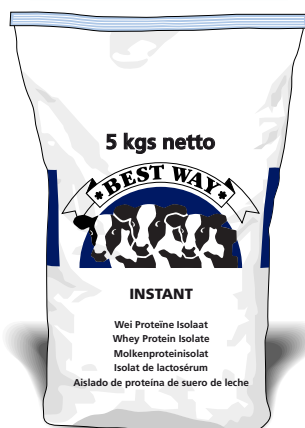 5 kgs netto
BEST WAY
INSTANT
Wei Proteïne Isolaat
Whey Protein Isolate
Molkenproteinisolat
Isolat de lactosérum
Aislado de proteína de suero de leche